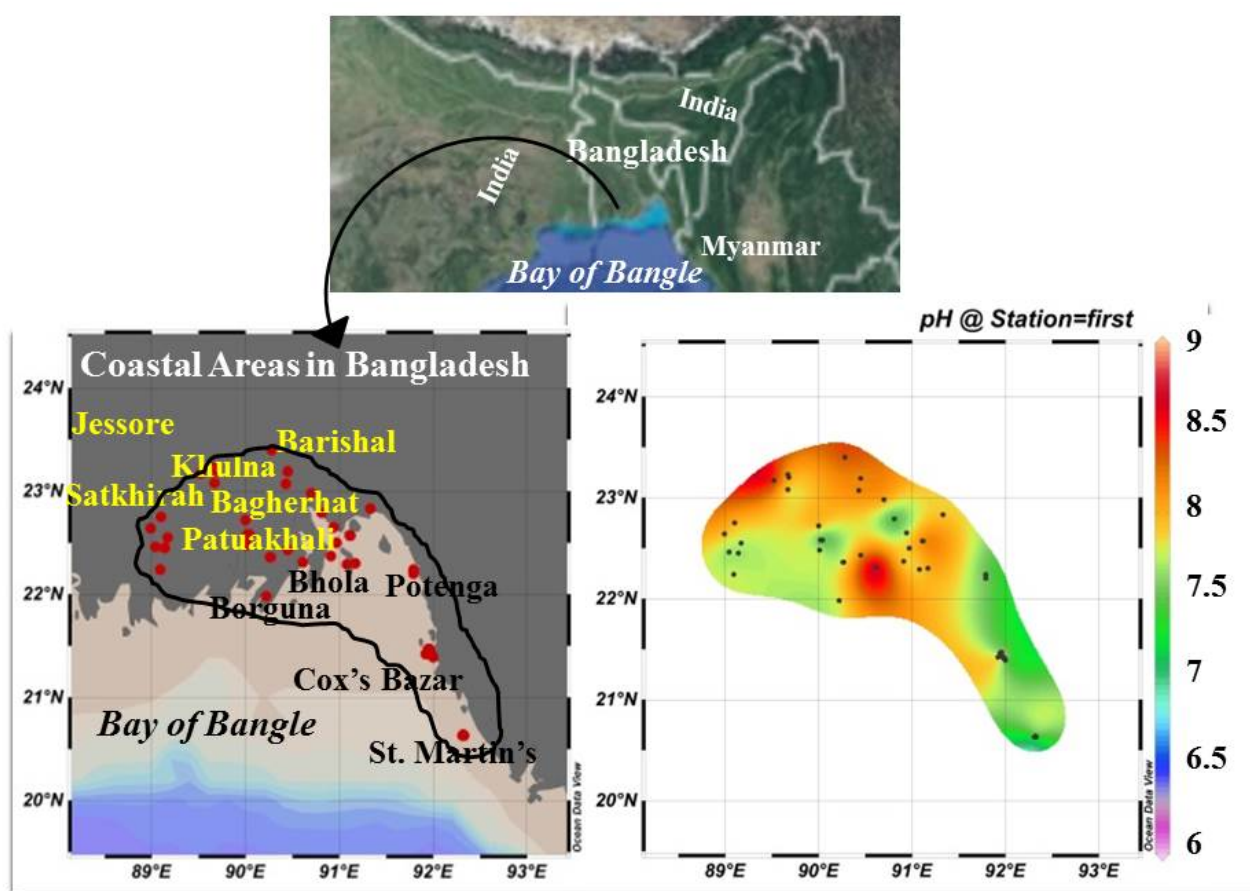 India
Bangladesh
India
Myanmar
Bay of Bangle
Coastal Areas in Bangladesh
24°N
23°N
22°N
21°N
20°N
Jessore
Barishal
Khulna
Satkhirah
Bagherhat
Patuakhali
Bhola
Potenga
Borguna
Cox's Bazar
Bay of Bangle
St. Martin's
89°E
90°E
91°E
92°E
93°E
Ocean Data View
pH @ Station=first
24°N
23°N
22°N
21°N
20°N
89°E
90°E
91°E
92°E
93°E
Ocean Data View
9
8.5
8
7.5
7
6.5
6